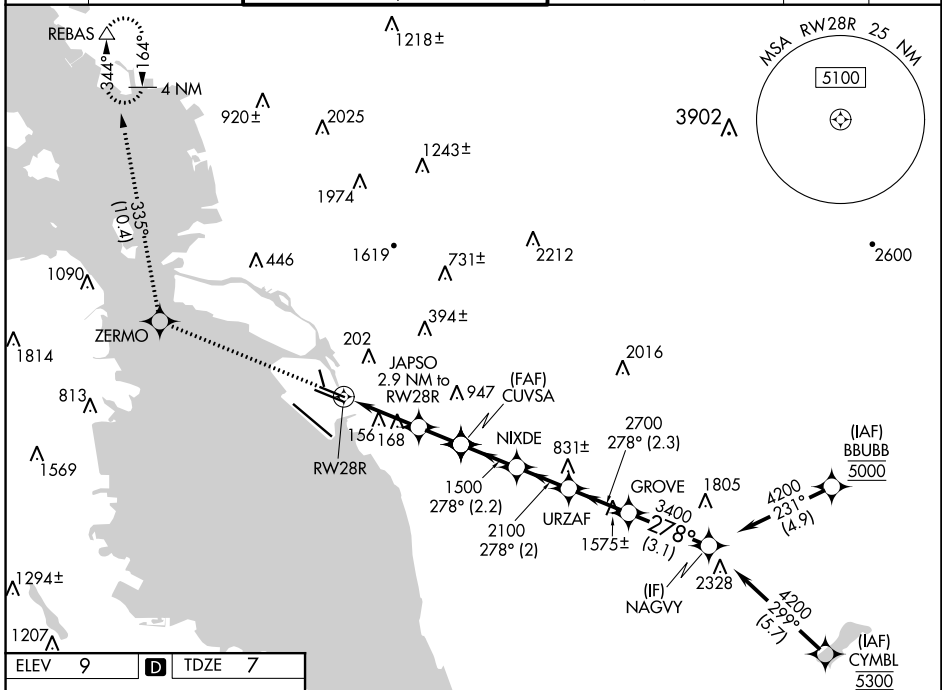 REBAS
344°
164°
4 NM
1218±
MSA RW28R 25 NM
5100
920±
2025
3902
1243±
1974
335°
(10.4)
446
1619
731±
2212
2600
1090
ZERMO
394±
1814
202
JAPSO
2.9 NM to
RW28R
2016
813
947
(FAF)
CUVSA
156
168
NIXDE
2700
278° (2.3)
831±
1569
RW28R
(IAF)
BBUBB
5000
1500
278° (2.2)
GROVE
1805
4200
231°
(4.9)
2100
278° (2)
URZAF
3400
278°
(3.1)
1575±
2328
(IF)
NAGVY
1294±
4200
299°
(5.7)
1207
(IAF)
CYMBL
5300
ELEV 9 D TDZE 7